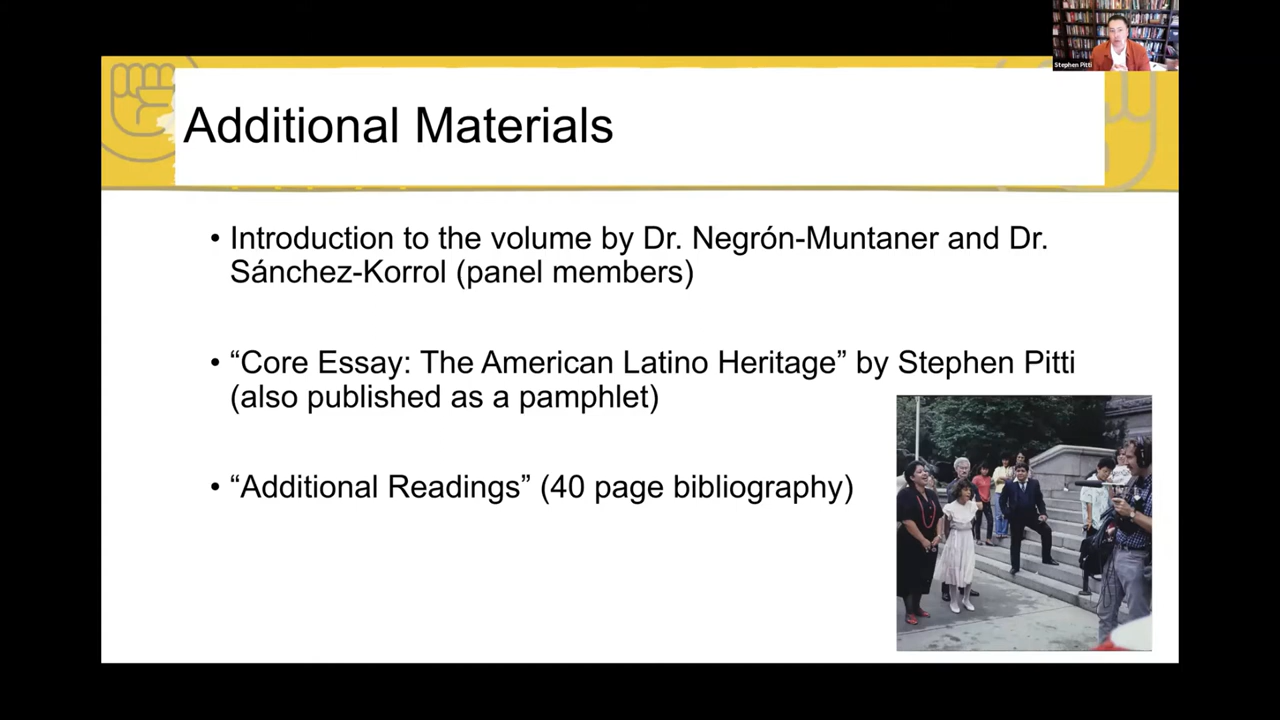 Stephen Pitti
Additional Materials
• Introduction to the volume by Dr. Negrón-Muntaner and Dr.
Sánchez-Korrol (panel members)
• “Core Essay: The American Latino Heritage” by Stephen Pitti
(also published as a pamphlet)
• “Additional Readings” (40 page bibliography)